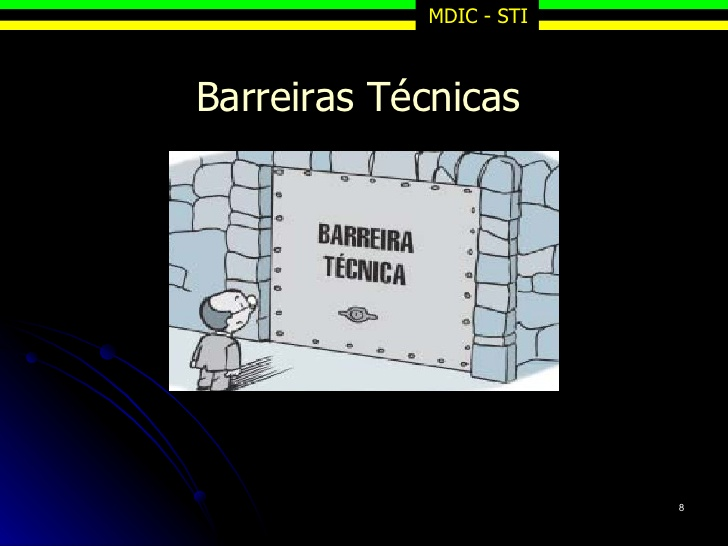 MDIC - STI
Barreiras Técnicas
BARREIRA
TÉCNICA
8